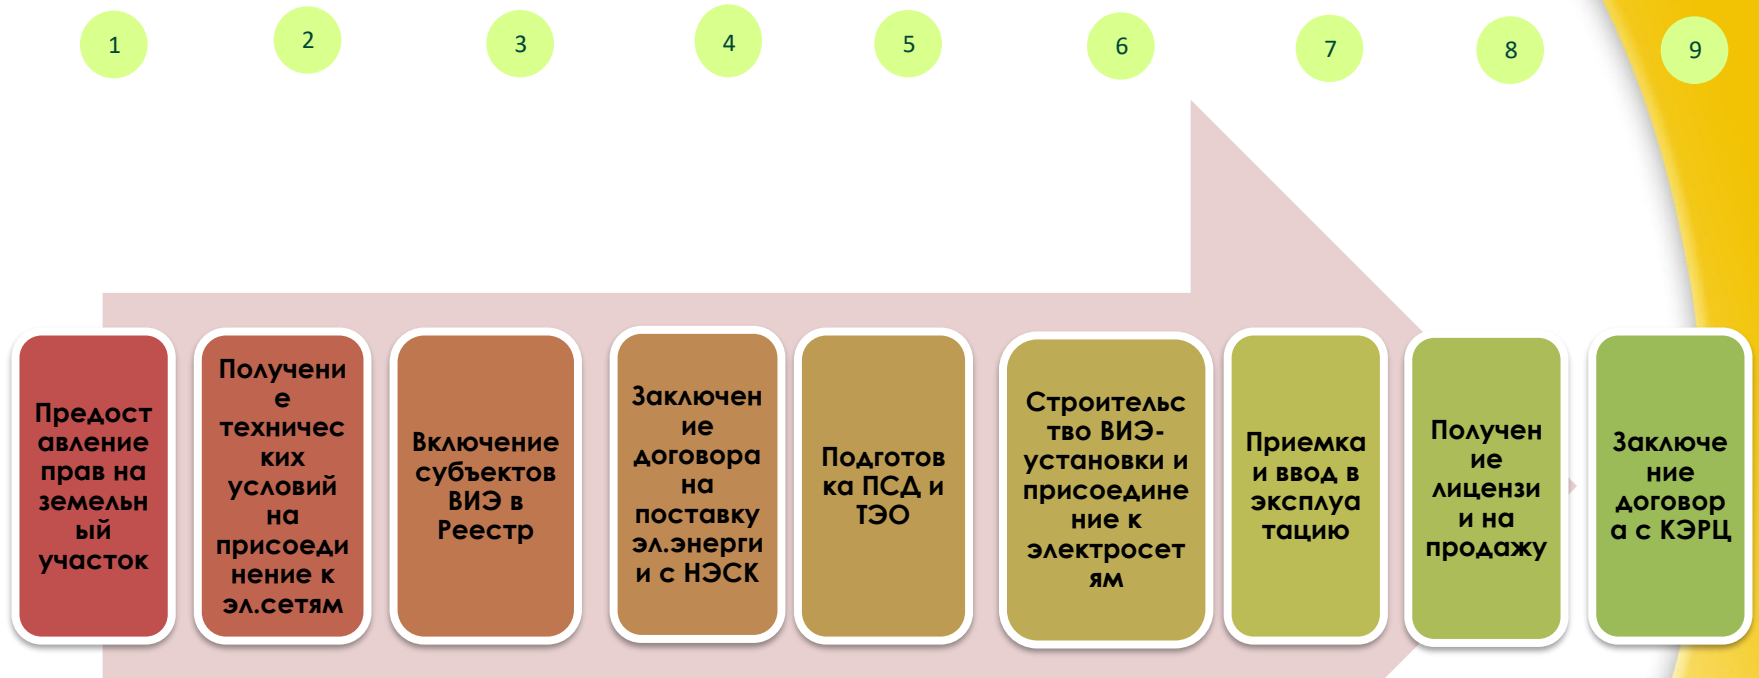 1
2
3
4
5
6
7
8
9
Предост
авление
прав на
земельн
ый
участок
Получени
е
техничес
ких
условий
на
присоеди
нение к
эл.сетям
Включение
субъектов
ВИЭ в
Реестр
Заключен
ие
договора
на
поставку
эл.энерги
и с НЭСК
Подготов
ка ПСД и
ТЭО
Строительс
тво ВИЭ-
установки и
присоедине
ние к
электросет
ям
Приемка
и ввод в
эксплуа
тацию
Получен
ие
лицензи
и на
продажу
Заключе
ние
договор
а с КЭРЦ